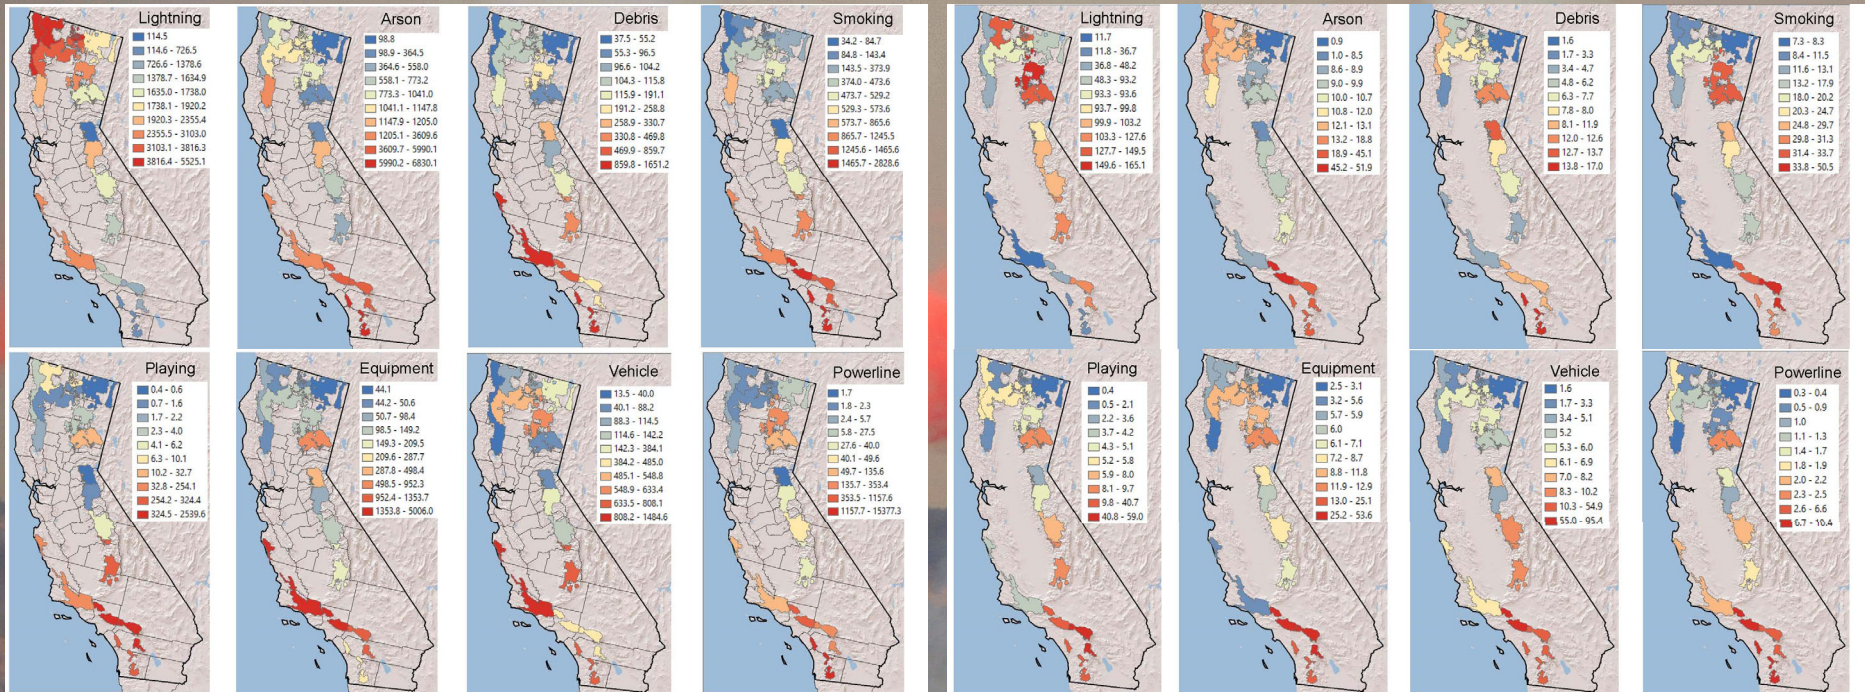 Lightning
114.5
114.6 - 726.5
726.6 - 1378.6
1378.7 - 1634.9
1635.0 - 1738.0
1738.1 - 1920.2
1920.3 - 2355.4
2355.5 - 3103.0
3103.1 - 3816.3
3816.4 - 5525.1
Arson
98.8
98.9 - 364.5
364.6 - 558.0
558.1 - 773.2
773.3 - 1041.0
1041.1 - 1147.8
1147.9 - 1205.0
1205.1 - 3609.6
3609.7 - 5990.1
5990.2 - 6830.1
Debris
37.5 - 55.2
55.3 - 96.5
96.6 - 104.2
104.3 - 115.8
115.9 - 191.1
191.2 - 258.8
258.9 - 330.7
330.8 - 469.8
469.9 - 859.7
859.8 - 1651.2
Smoking
34.2 - 84.7
84.8 - 143.4
143.5 - 373.9
374.0 - 473.6
473.7 - 529.2
529.3 - 573.6
573.7 - 865.6
865.7 - 1245.5
1245.6 - 1465.6
1465.7 - 2828.6
Lightning
11.7
11.8 - 36.7
36.8 - 48.2
48.3 - 93.2
93.3 - 93.6
93.7 - 99.8
99.9 - 103.2
103.3 - 127.6
127.7 - 149.5
149.6 - 165.1
Arson
0.9
1.0 - 8.5
8.6 - 8.9
9.0 - 9.9
10.0 - 10.7
10.8 - 12.0
12.1 - 13.1
13.2 - 18.8
18.9 - 45.1
45.2 - 51.9
Debris
1.6
1.7 - 3.3
3.4 - 4.7
4.8 - 6.2
6.3 - 7.7
7.8 - 8.0
8.1 - 11.9
12.0 - 12.6
12.7 - 13.7
13.8 - 17.0
Smoking
7.3 - 8.3
8.4 - 11.5
11.6 - 13.1
13.2 - 17.9
18.0 - 20.2
20.3 - 24.7
24.8 - 29.7
29.8 - 31.3
31.4 - 33.7
33.8 - 50.5
Playing
0.4 - 0.6
0.7 - 1.6
1.7 - 2.2
2.3 - 4.0
4.1 - 6.2
6.3 - 10.1
10.2 - 32.7
32.8 - 254.1
254.2 - 324.4
324.5 - 2539.6
Equipment
44.1
44.2 - 50.6
50.7 - 98.4
98.5 - 149.2
149.3 - 209.5
209.6 - 287.7
287.8 - 498.4
498.5 - 952.3
952.4 - 1353.7
1353.8 - 5006.0
Vehicle
13.5 - 40.0
40.1 - 88.2
88.3 - 114.5
114.6 - 142.2
142.3 - 384.1
384.2 - 485.0
485.1 - 548.8
548.9 - 633.4
633.5 - 808.1
808.2 - 1484.6
Powerline
1.7
1.8 - 2.3
2.4 - 5.7
5.8 - 27.5
27.6 - 40.0
40.1 - 49.6
49.7 - 135.6
135.7 - 353.4
353.5 - 1157.6
1157.7 - 15377.3
Playing
0.4
0.5 - 2.1
2.2 - 3.6
3.7 - 4.2
4.3 - 5.1
5.2 - 5.8
5.9 - 8.0
8.1 - 9.7
9.8 - 40.7
40.8 - 59.0
Equipment
2.5 - 3.1
3.2 - 5.6
5.7 - 5.9
6.0
6.1 - 7.1
7.2 - 8.7
8.8 - 11.8
11.9 - 12.9
13.0 - 25.1
25.2 - 53.6
Vehicle
1.6
1.7 - 3.3
3.4 - 5.1
5.2
5.3 - 6.0
6.1 - 6.9
7.0 - 8.2
8.3 - 10.2
10.3 - 54.9
55.0 - 95.4
Powerline
0.3 - 0.4
0.5 - 0.9
1.0
1.1 - 1.3
1.4 - 1.7
1.8 - 1.9
2.0 - 2.2
2.3 - 2.5
2.6 - 6.6
6.7 - 10.4